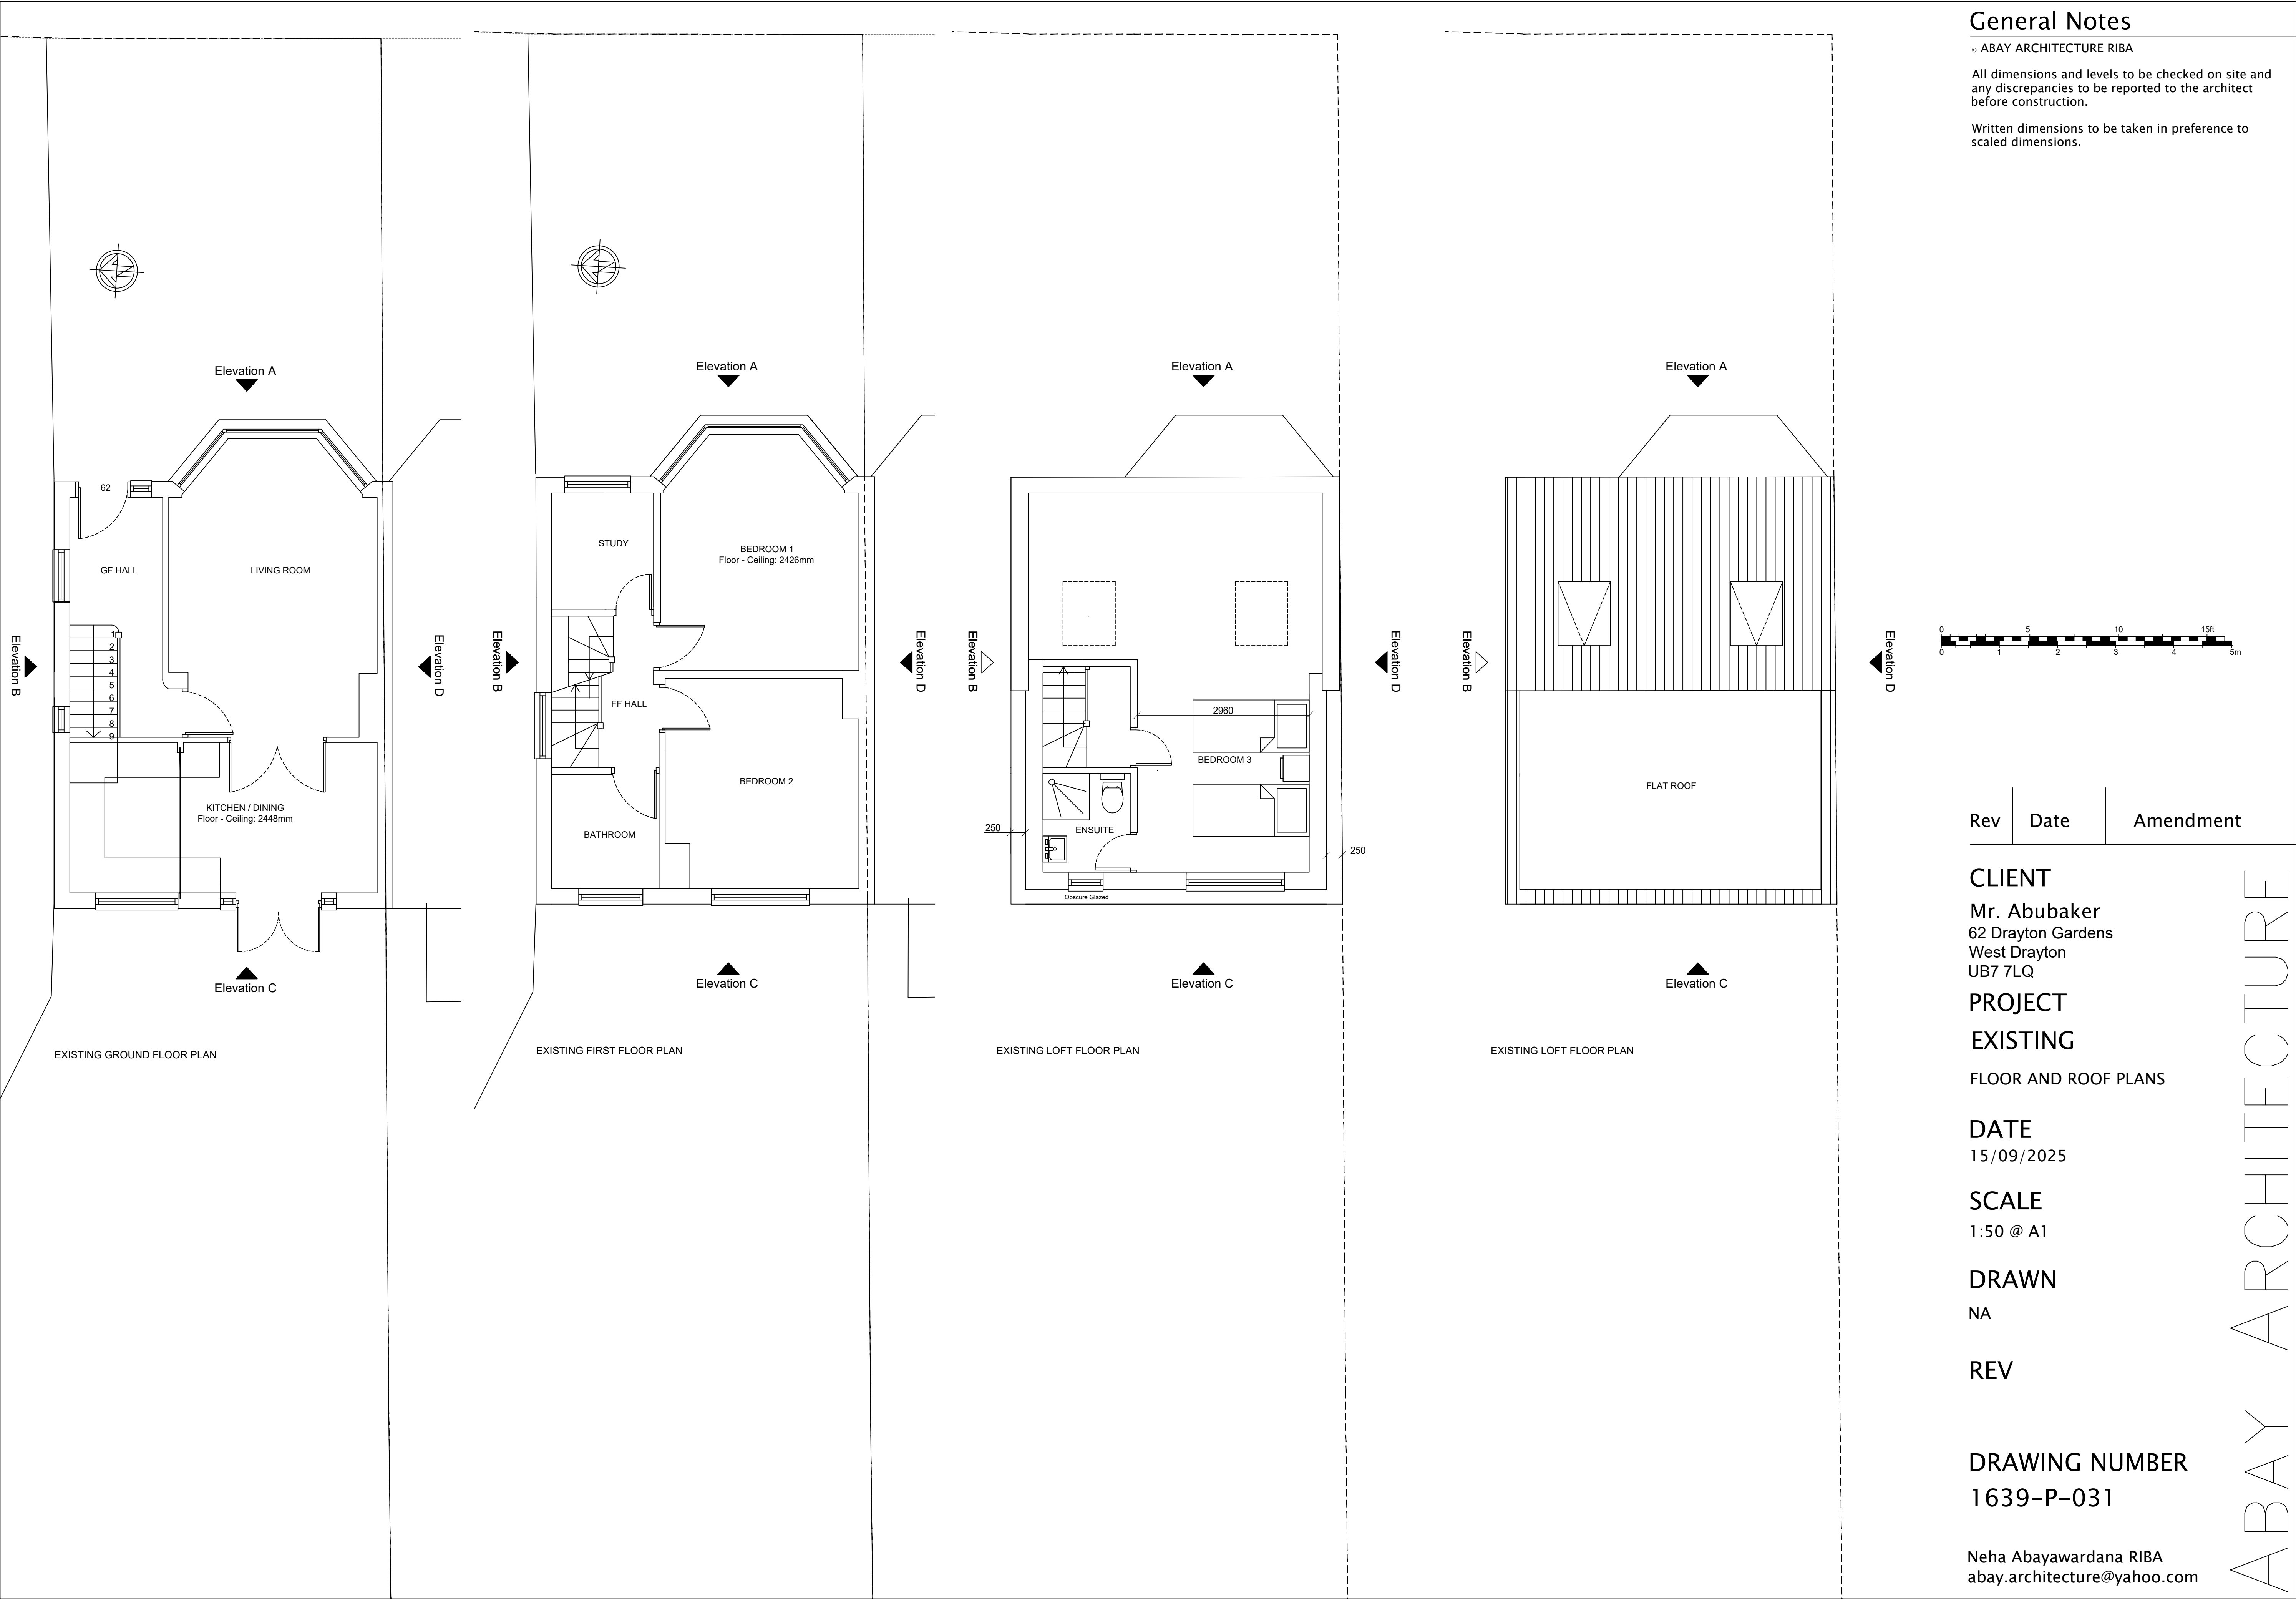 General Notes
© ABAY ARCHITECTURE RIBA
All dimensions and levels to be checked on site and
any discrepancies to be reported to the architect
before construction.
Written dimensions to be taken in preference to
scaled dimensions.
Elevation A
62
GF HALL
LIVING ROOM
1
2
3
4
5
6
7
8
9
Elevation B
Elevation D
KITCHEN / DINING
Floor - Ceiling: 2448mm
Elevation C
EXISTING GROUND FLOOR PLAN
Elevation A
STUDY
BEDROOM 1
Floor - Ceiling: 2426mm
Elevation B
Elevation D
FF HALL
BEDROOM 2
BATHROOM
Elevation C
EXISTING FIRST FLOOR PLAN
Elevation A
Elevation B
Elevation D
2960
BEDROOM 3
250
ENSUITE
250
Obscure Glazed
Elevation C
EXISTING LOFT FLOOR PLAN
Elevation A
Elevation B
Elevation D
FLAT ROOF
Elevation C
EXISTING LOFT FLOOR PLAN
0 5 10 15ft
0 1 2 3 4 5m
Rev Date Amendment
CLIENT
Mr. Abubaker
62 Drayton Gardens
West Drayton
UB7 7LQ
PROJECT
EXISTING
FLOOR AND ROOF PLANS
DATE
15/09/2025
SCALE
1:50 @ A1
DRAWN
NA
REV
DRAWING NUMBER
1639-P-031
Neha Abayawardana RIBA
abay.architecture@yahoo.com
ABAY ARCHITECTURE